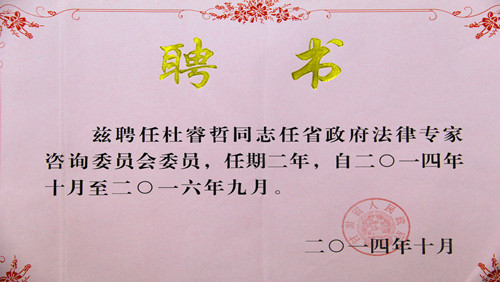 聘书
兹聘任杜睿哲同志任省政府法律专家
咨询委员会委员，任期二年，自二〇一四年
十月至二〇一六年九月。
二〇一四年十月